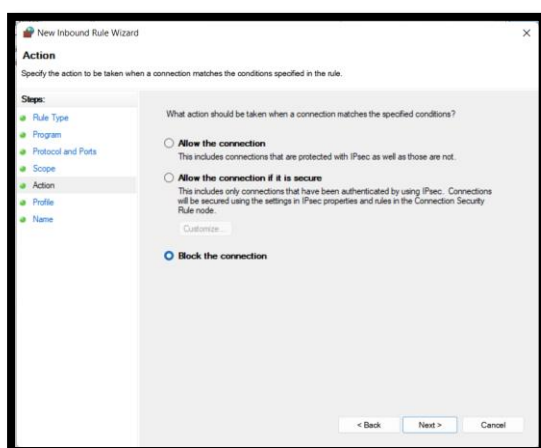 New Inbound Rule Wizard
Action
Specify the action to be taken when a connection matches the conditions specified in the rule.
Steps:
Rule Type
Program
Protocol and Ports
Scope
Action
Profile
Name
What action should be taken when a connection matches the specified conditions?
Allow the connection
This includes connections that are protected with IPsec as well as those are not.
Allow the connection if it is secure
This includes only connections that have been authenticated by using IPsec. Connections
will be secured using the settings in IPsec properties and rules in the Connection Security
Rule node.
Customize...
Block the connection
< Back
Next >
Cancel